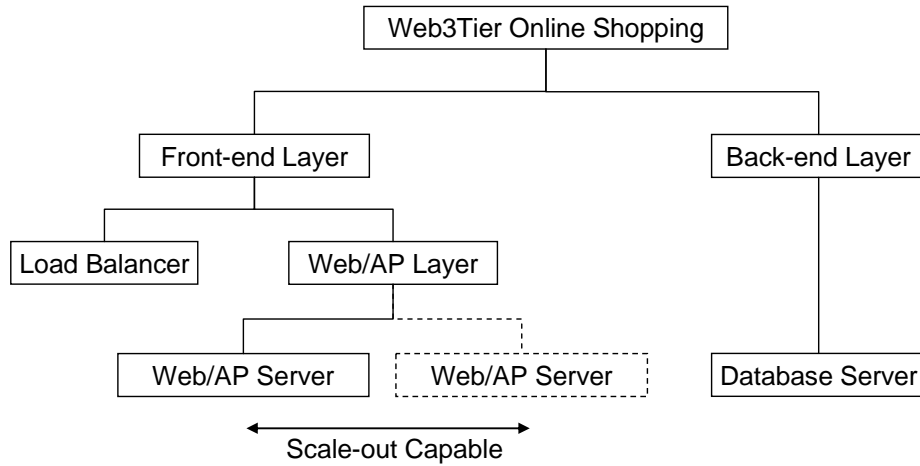 Web3Tier Online Shopping
Front-end Layer
Back-end Layer
Load Balancer
Web/AP Layer
Web/AP Server
Web/AP Server
Database Server
Scale-out Capable